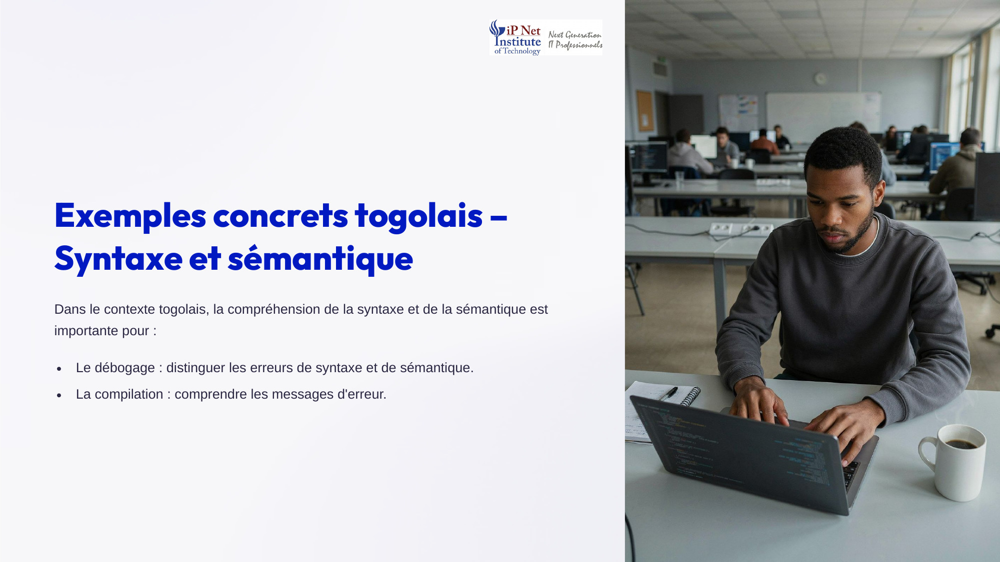 iP Net
Institute
of Technology
Next Generation
IT Professionnels
Exemples concrets togolais –
Syntaxe et sémantique
Dans le contexte togolais, la compréhension de la syntaxe et de la sémantique est
importante pour :
• Le débogage : distinguer les erreurs de syntaxe et de sémantique.
• La compilation : comprendre les messages d'erreur.